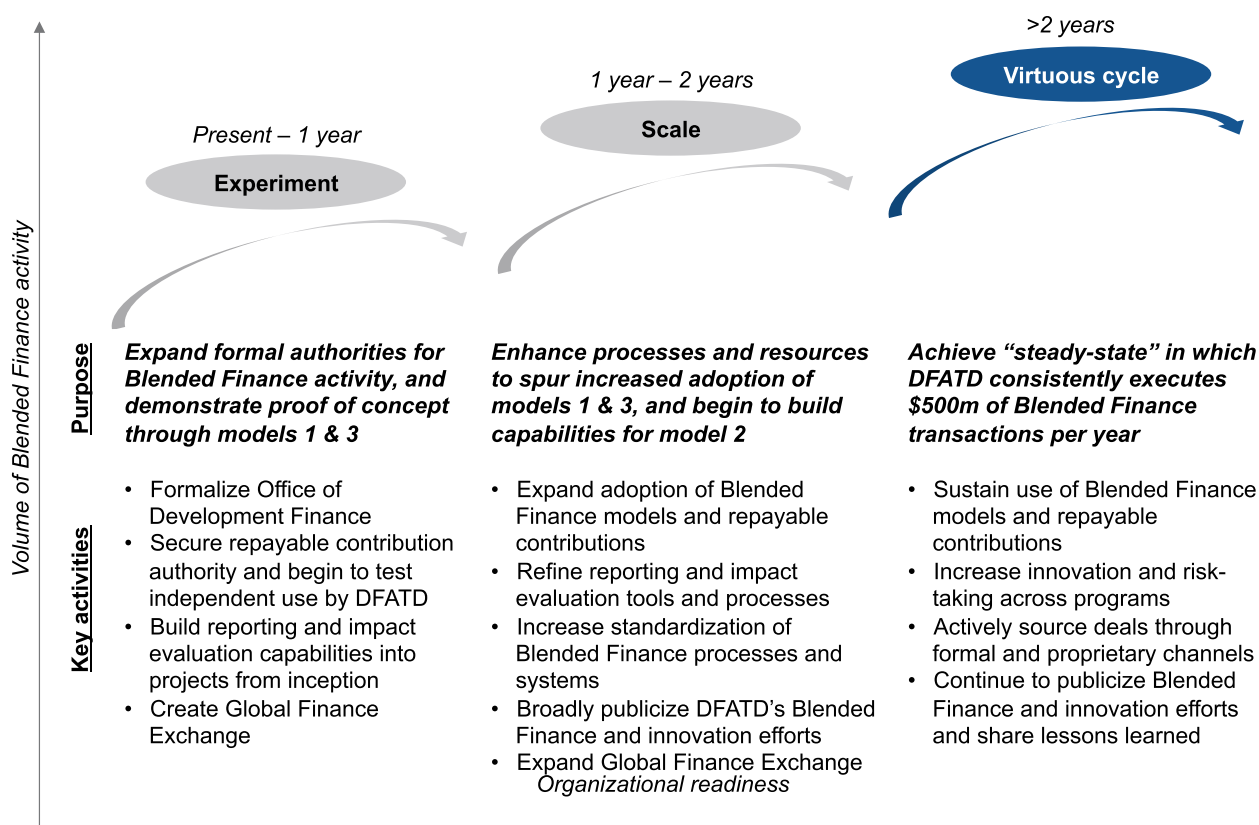 >2 years
Virtuous cycle
1 year – 2 years
Scale
Present – 1 year
Experiment
Volume of Blended Finance activity
Purpose
Expand formal authorities for
Blended Finance activity, and
demonstrate proof of concept
through models 1 & 3
Enhance processes and resources
to spur increased adoption of
models 1 & 3, and begin to build
capabilities for model 2
Achieve “steady-state” in which
DFATD consistently executes
$500m of Blended Finance
transactions per year
Key activities
• Formalize Office of
Development Finance
• Secure repayable contribution
authority and begin to test
independent use by DFATD
• Build reporting and impact
evaluation capabilities into
projects from inception
• Create Global Finance
Exchange
• Expand adoption of Blended
Finance models and repayable
contributions
• Refine reporting and impact
evaluation tools and processes
• Increase standardization of
Blended Finance processes and
systems
• Broadly publicize DFATD’s Blended
Finance and innovation efforts
• Expand Global Finance Exchange
• Sustain use of Blended Finance
models and repayable
contributions
• Increase innovation and risk-
taking across programs
• Actively source deals through
formal and proprietary channels
• Continue to publicize Blended
Finance and innovation efforts
and share lessons learned
Organizational readiness